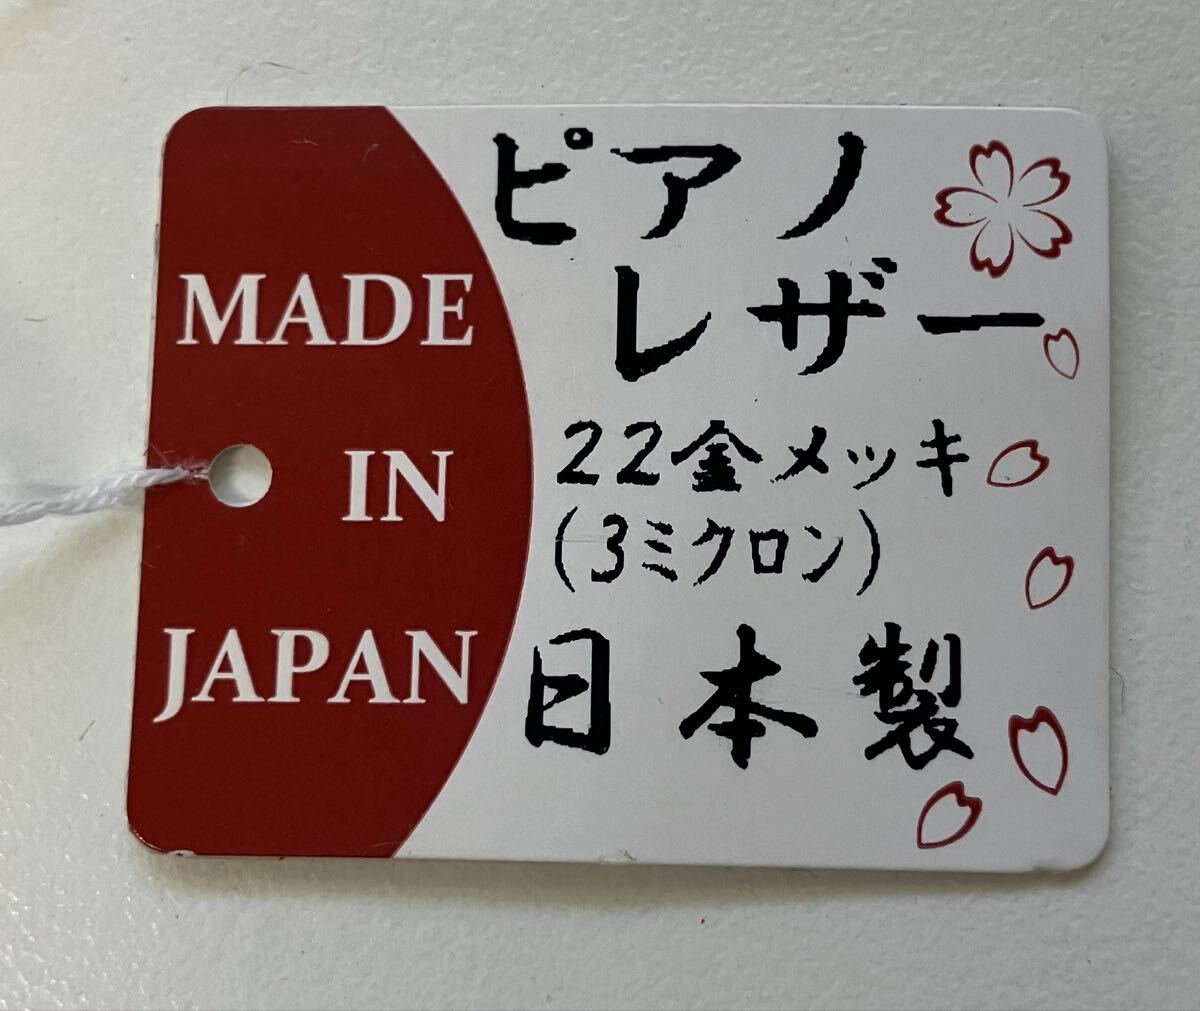 MADE
IN
JAPAN
ピアノ
レザー
22金メッキ
(3ミクロン)
日本製